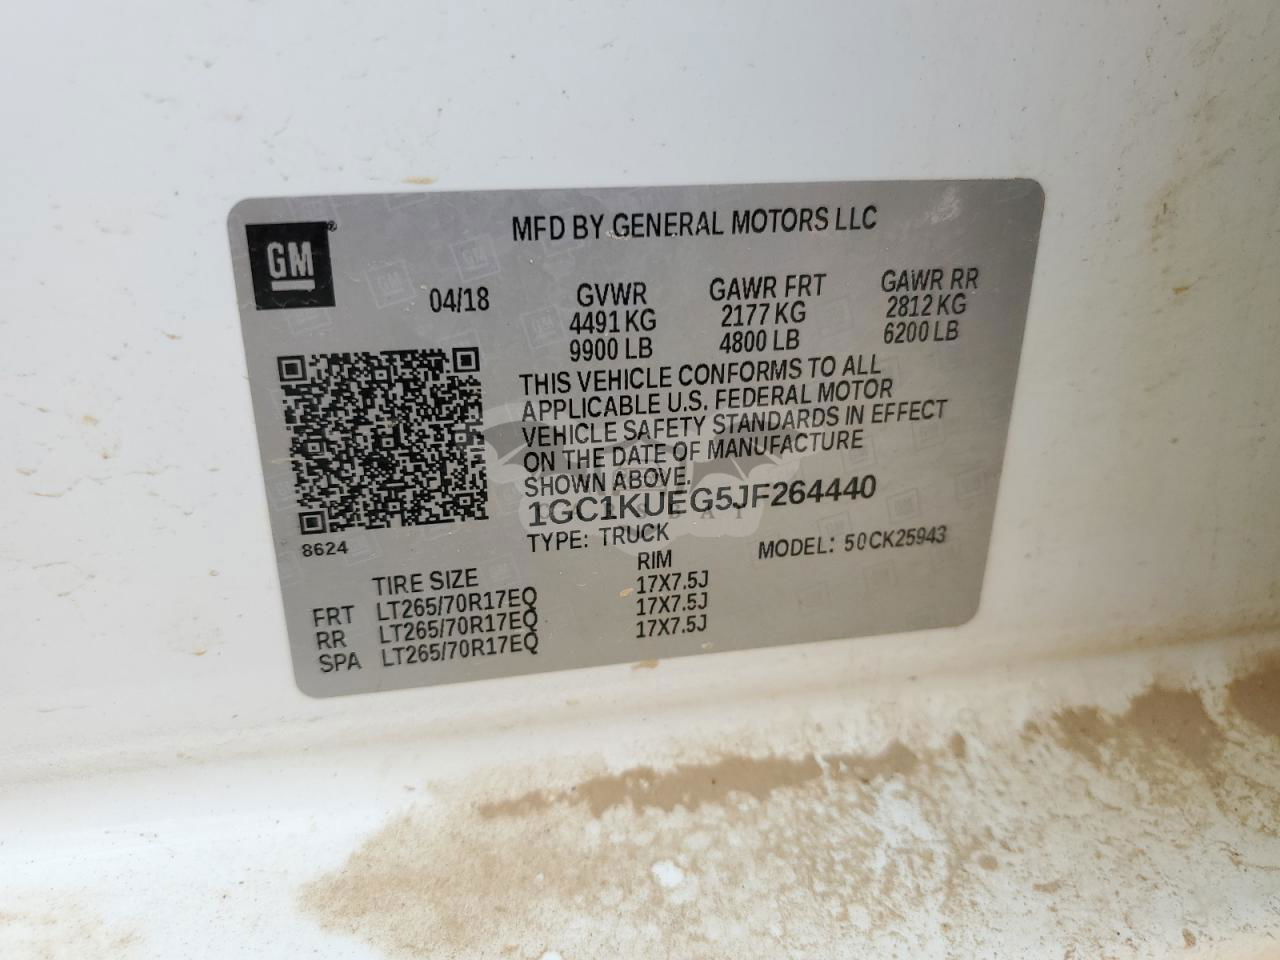 MFD BY GENERAL MOTORS LLC
GM
®
04/18
GVWR GAWR FRT GAWR RR
4491 KG 2177 KG 2812 KG
9900 LB 4800 LB 6200 LB
THIS VEHICLE CONFORMS TO ALL
APPLICABLE U.S. FEDERAL MOTOR
VEHICLE SAFETY STANDARDS IN EFFECT
ON THE DATE OF MANUFACTURE
SHOWN ABOVE.
1GC1KUEG5JF264440
8624
TYPE: TRUCK MODEL: 50CK25943
TIRE SIZE RIM
FRT LT265/70R17EQ 17X7.5J
RR LT265/70R17EQ 17X7.5J
SPA LT265/70R17EQ 17X7.5J